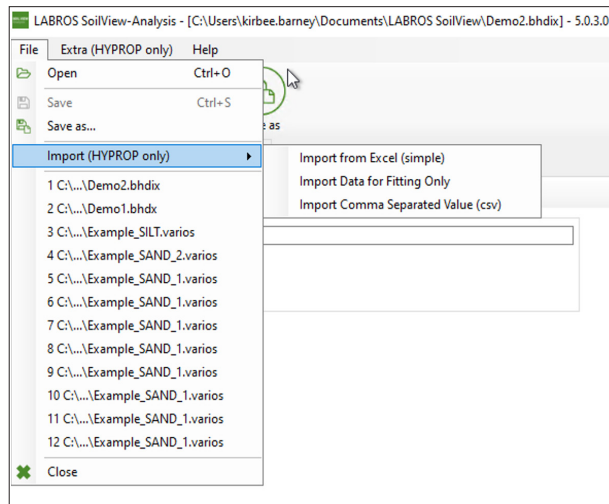 LABROS SoilView-Analysis - [C:\Users\kirbee.barney\Documents\LABROS SoilView\Demo2.bhdix] - 5.0.3.0
File Extra (HYPROP only) Help
Open Ctrl+O
Save Ctrl+S
Save as...
e as
Import (HYPROP only)
Import from Excel (simple)
Import Data for Fitting Only
Import Comma Separated Value (csv)
1 C:\...\Demo2.bhdix
2 C:\...\Demo1.bhdx
3 C:\...\Example_SILT.varios
4 C:\...\Example_SAND_2.varios
5 C:\...\Example_SAND_1.varios
6 C:\...\Example_SAND_1.varios
7 C:\...\Example_SAND_1.varios
8 C:\...\Example_SAND_1.varios
9 C:\...\Example_SAND_1.varios
10 C:\...\Example_SAND_1.varios
11 C:\...\Example_SAND_1.varios
12 C:\...\Example_SAND_1.varios
Close